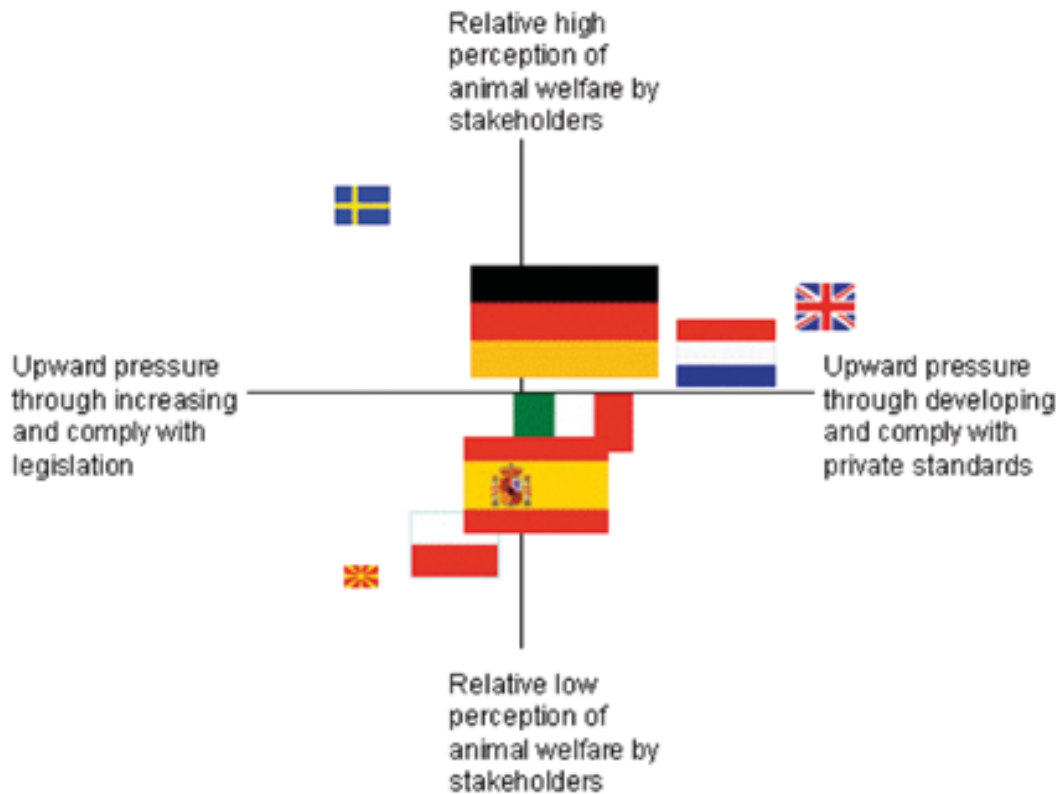 Relative high
perception of
animal welfare by
stakeholders
Upward pressure
through increasing
and comply with
legislation
Upward pressure
through developing
and comply with
private standards
Relative low
perception of
animal welfare by
stakeholders